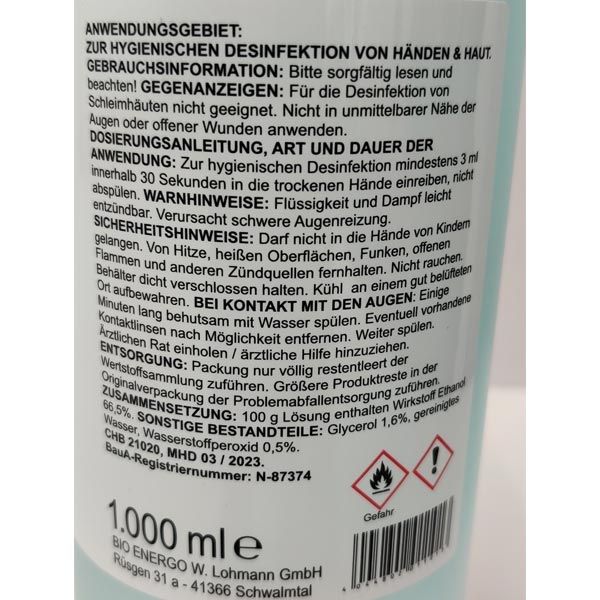 ANWENDUNGSGEBIET:
ZUR HYGIENISCHEN DESINFEKTION VON HÄNDEN & HAUT.
GEBRAUCHSINFORMATION: Bitte sorgfältig lesen und
beachten! GEGENANZEIGEN: Für die Desinfektion von
Schleimhäuten nicht geeignet. Nicht in unmittelbarer Nähe der
Augen oder offener Wunden anwenden.
DOSIERUNGSANLEITUNG, ART UND DAUER DER
ANWENDUNG: Zur hygienischen Desinfektion mindestens 3 ml
innerhalb 30 Sekunden in die trockenen Hände einreiben, nicht
abspülen. WARNHINWEISE: Flüssigkeit und Dampf leicht
entzündbar. Verursacht schwere Augenreizung.
SICHERHEITSHINWEISE: Darf nicht in die Hände von Kindern
gelangen. Von Hitze, heißen Oberflächen, Funken, offenen
Flammen und anderen Zündquellen fernhalten. Nicht rauchen.
Behälter dicht verschlossen halten. Kühl an einem gut belüfteten
Ort aufbewahren. BEI KONTAKT MIT DEN AUGEN: Einige
Minuten lang behutsam mit Wasser spülen. Eventuell vorhandene
Kontaktlinsen nach Möglichkeit entfernen. Weiter spülen.
Ärztlichen Rat einholen / ärztliche Hilfe hinzuziehen.
ENTSORGUNG: Packung nur völlig restentleert der
Wertstoffsammlung zuführen. Größere Produktreste in der
Originalverpackung der Problemabfallentsorgung zuführen.
ZUSAMMENSETZUNG: 100 g Lösung enthalten Wirkstoff Ethanol
66,5%. SONSTIGE BESTANDTEILE: Glycerol 1,6%, gereinigtes
Wasser, Wasserstoffperoxid 0,5%.
CHB 21020, MHD 03 / 2023.
BauA-Registriernummer: N-87374
Gefahr
1.000 ml e
BIO ENERGO W. Lohmann GmbH
Rüsgen 31 a - 41366 Schwalmtal